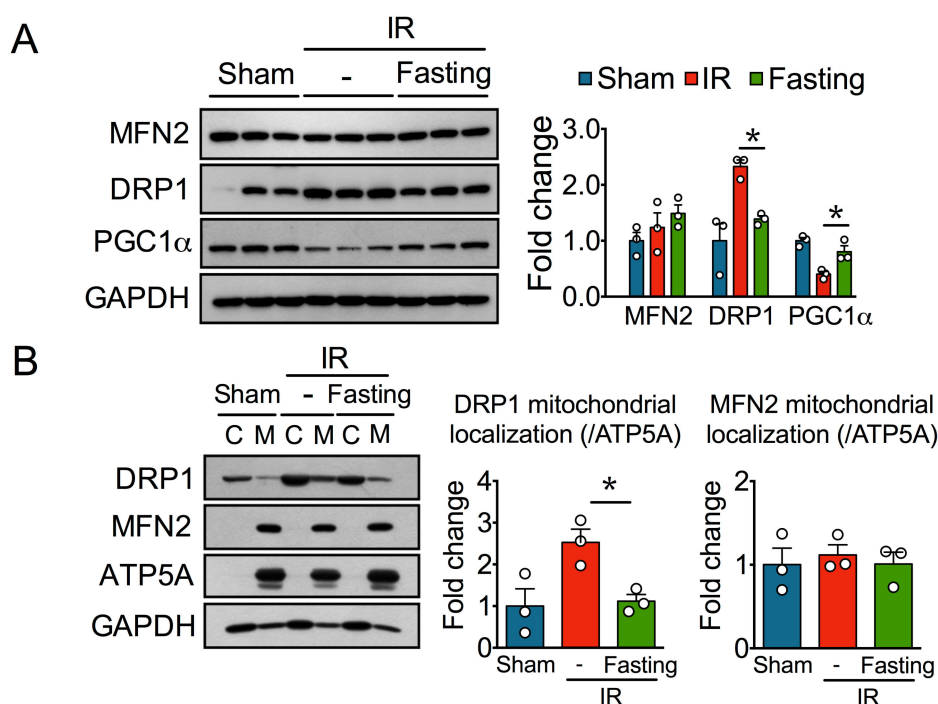 A
IR
Sham - Fasting
MFN2
DRP1
PGC1α
GAPDH
Sham IR Fasting
Fold change
3.0
2.0
1.0
0.0
*
*
MFN2 DRP1 PGC1α
B
IR
Sham - Fasting
C M C M C M
DRP1
MFN2
ATP5A
GAPDH
DRP1 mitochondrial
localization (/ATP5A)
Fold change
4
3
2
1
0
*
Sham - Fasting
IR
MFN2 mitochondrial
localization (/ATP5A)
Fold change
2
1
0
Sham - Fasting
IR